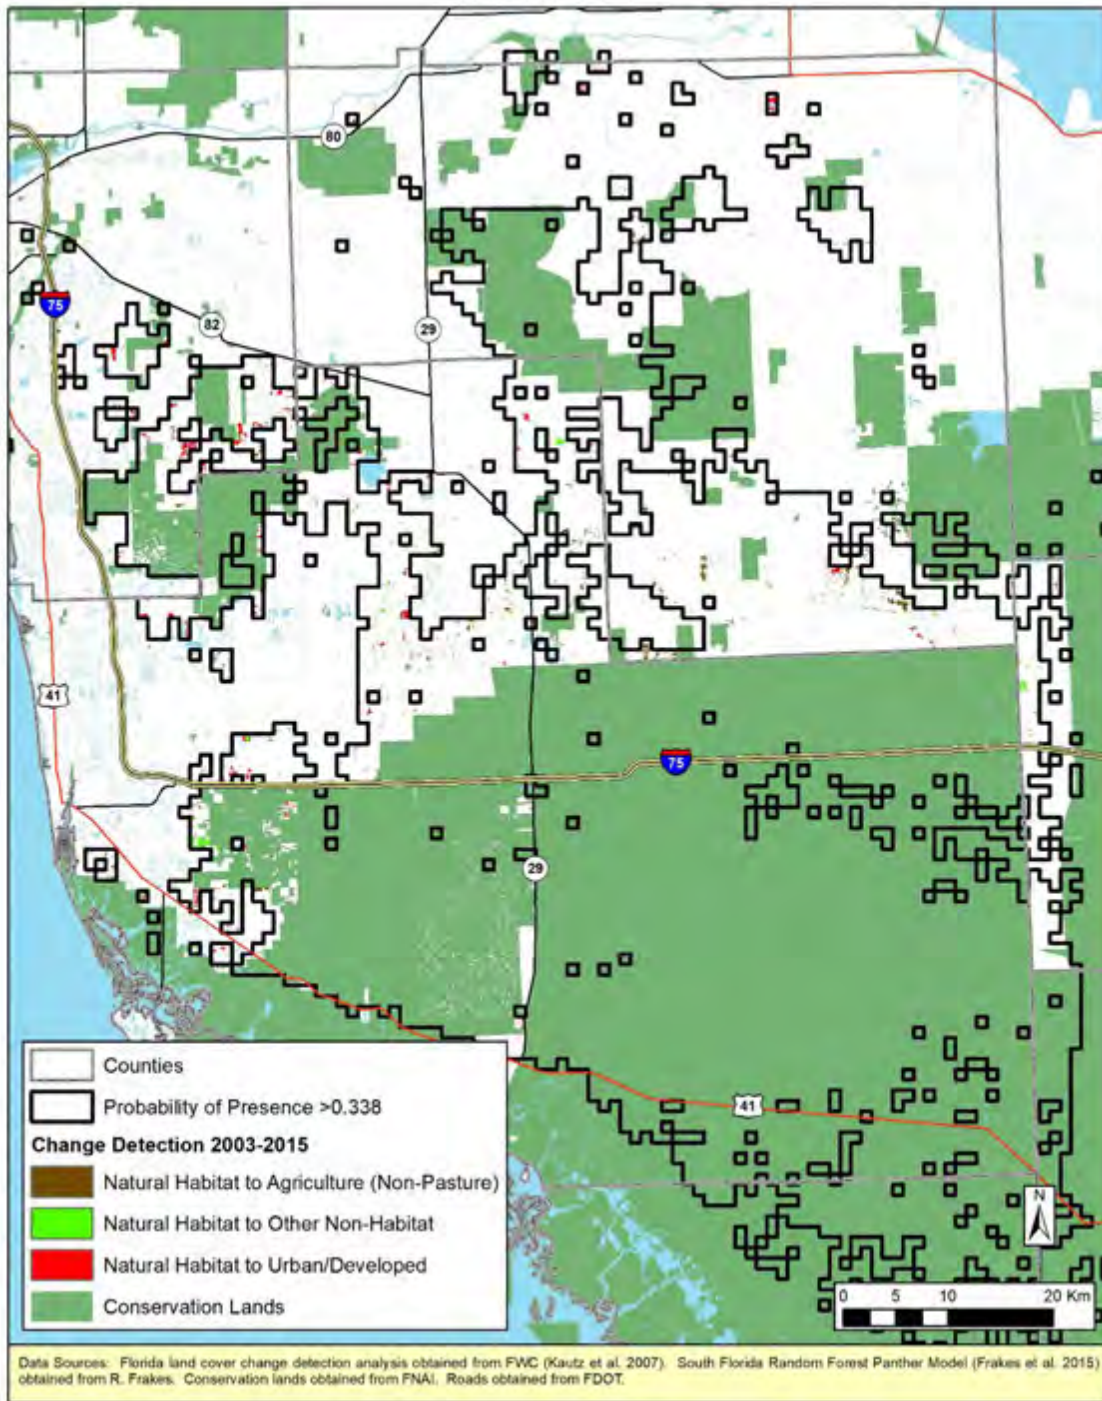 80
75
82
29
41
75
29
41
Counties
Probability of Presence >0.338
Change Detection 2003-2015
Natural Habitat to Agriculture (Non-Pasture)
Natural Habitat to Other Non-Habitat
Natural Habitat to Urban/Developed
Conservation Lands
N
0 5 10 20 Km
Data Sources: Florida land cover change detection analysis obtained from FWC (Kautz et al. 2007). South Florida Random Forest Panther Model (Frakes et al. 2015)
obtained from R. Frakes. Conservation lands obtained from FNAI. Roads obtained from FDOT.